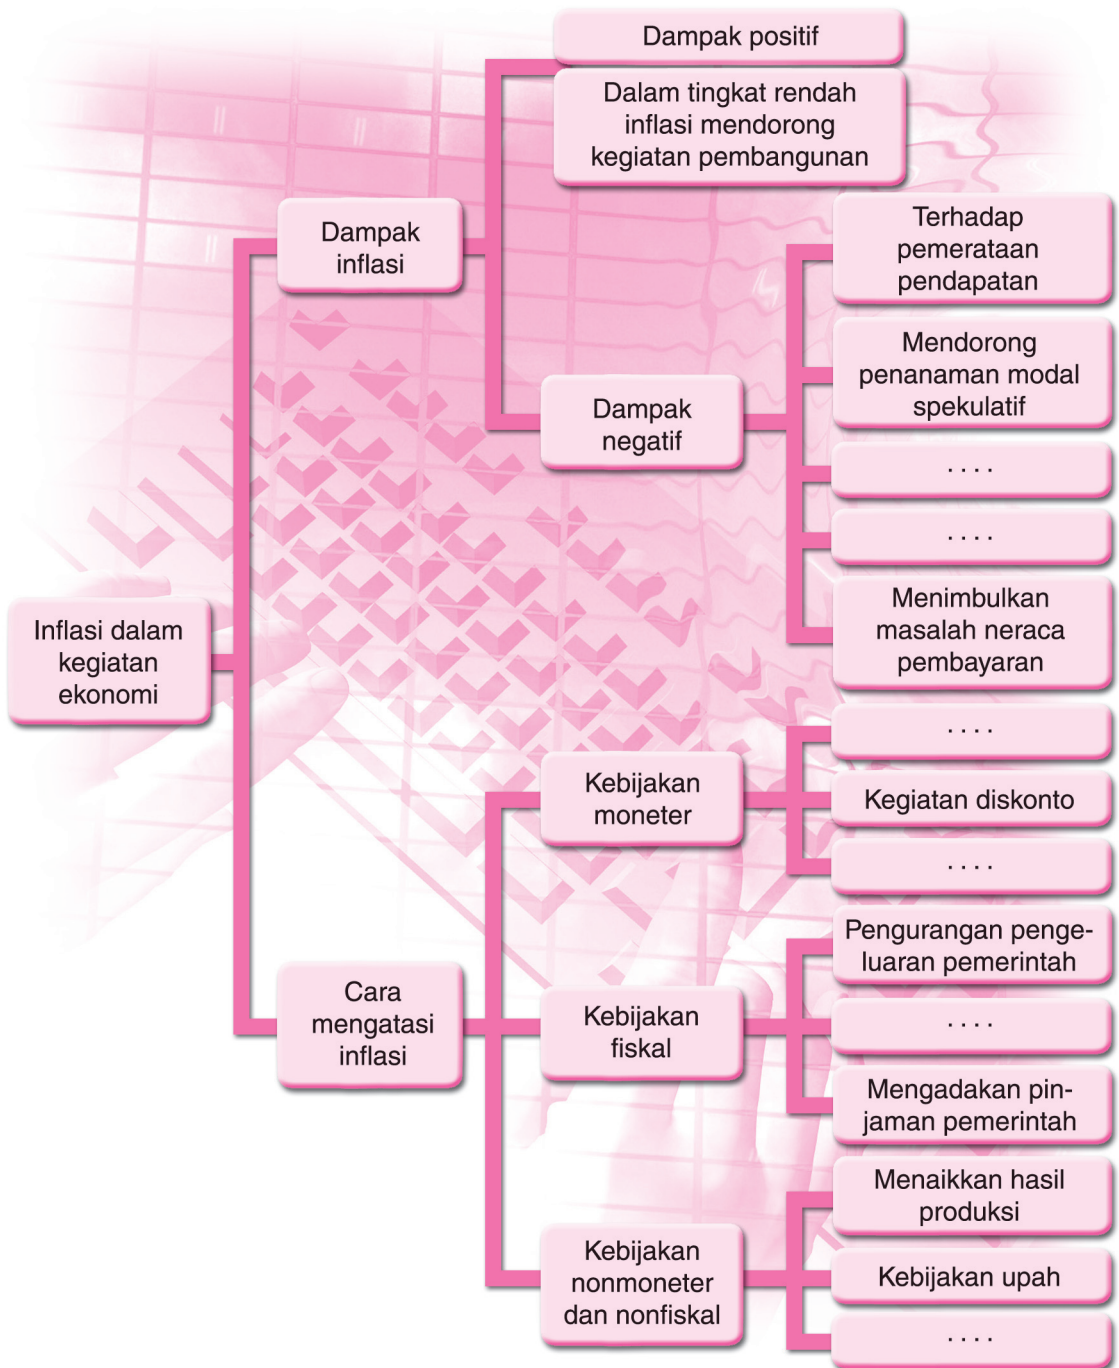 Dampak positif
Dalam tingkat rendah
inflasi mendorong
kegiatan pembangunan
Dampak
inflasi
Terhadap
pemerataan
pendapatan
Mendorong
penanaman modal
spekulatif
Dampak
negatif
. . . .
. . . .
Menimbulkan
masalah neraca
pembayaran
Inflasi dalam
kegiatan
ekonomi
. . . .
Kebijakan
moneter
Kegiatan diskonto
. . . .
Pengurangan penge-
luaran pemerintah
Cara
mengatasi
inflasi
Kebijakan
fiskal
. . . .
Mengadakan pin-
jaman pemerintah
Menaikkan hasil
produksi
Kebijakan
nonmoneter
dan nonfiskal
Kebijakan upah
. . . .